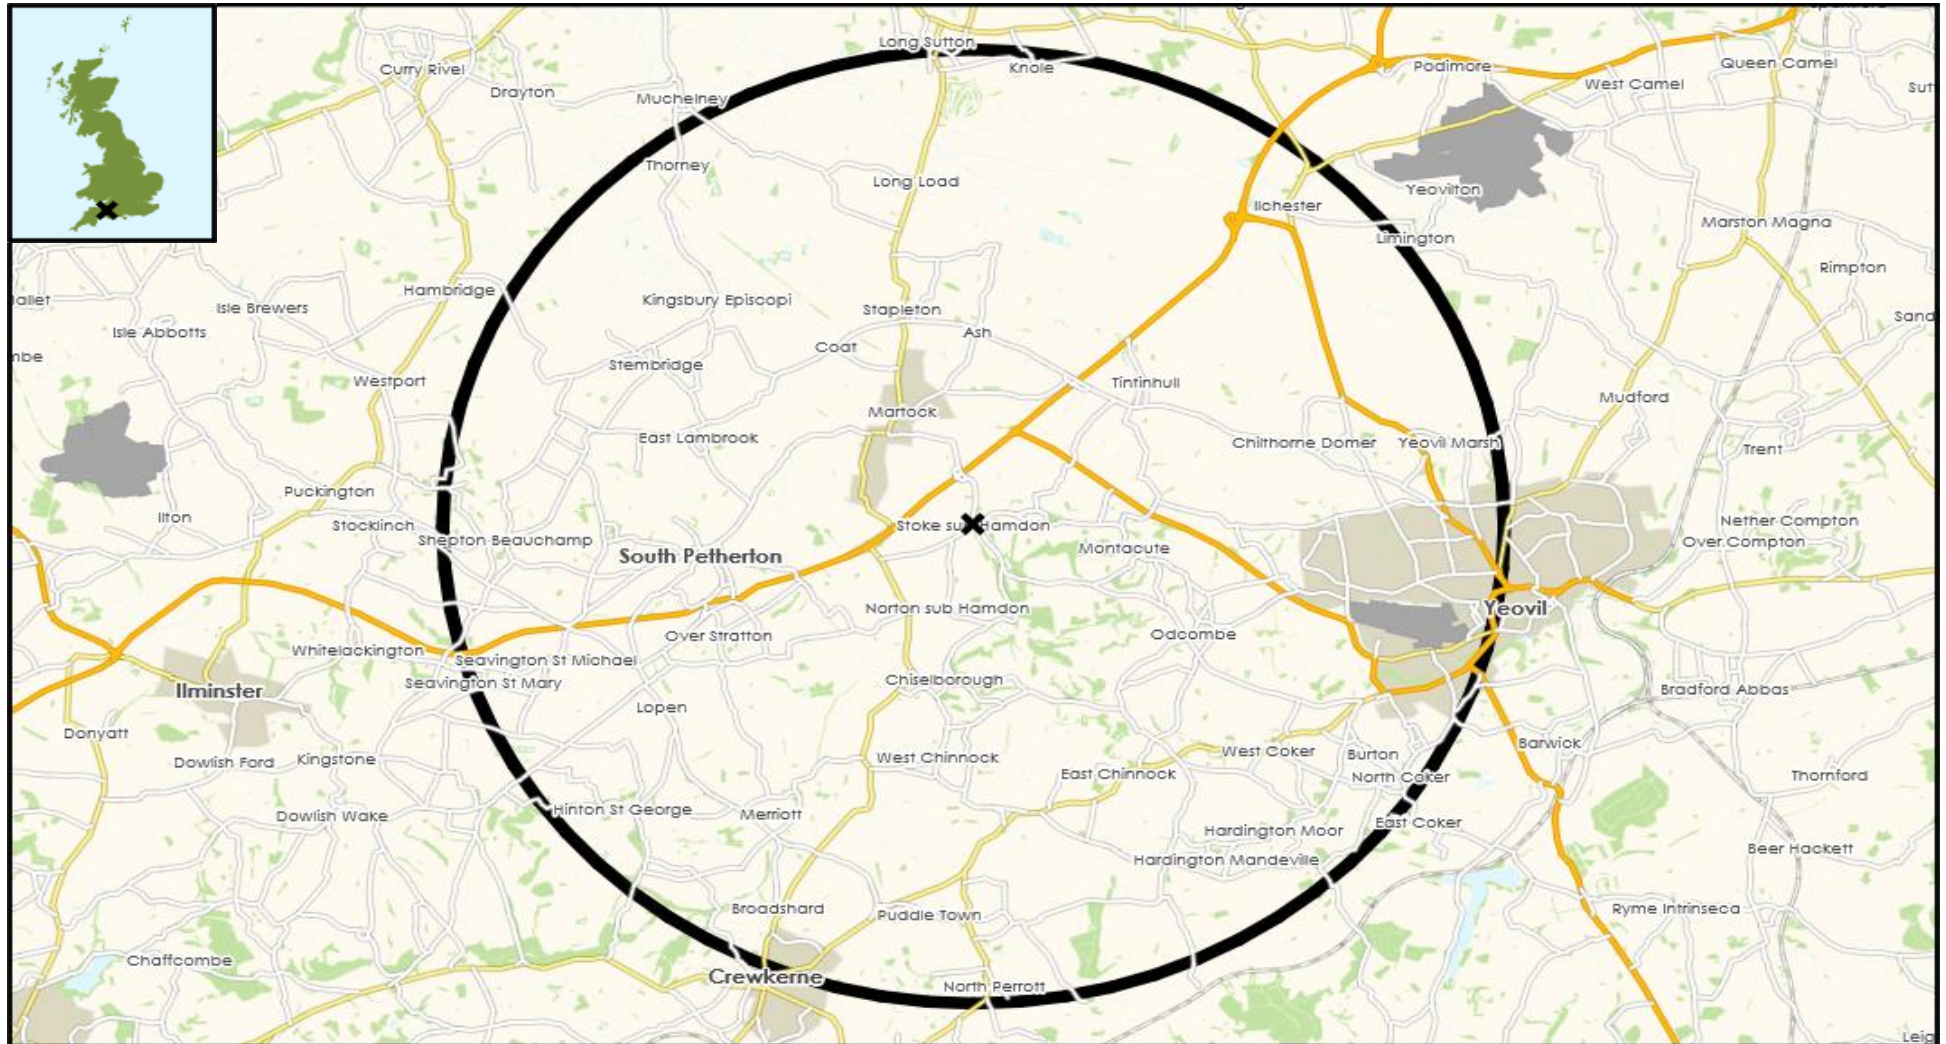 Long Sutton
Curry Rivel
Knole
Podimore
Queen Camel
Drayton
Muchelney
West Camel
Sut
Thorney
Long Load
Yeovilton
Ilchester
Marston Magna
Limington
Rimpton
allet
Isle Brewers
Hambridge
Kingsbury Episcopi
Stapleton
Sand
Isle Abbotts
Ash
Coat
mbe
Stembridge
Westport
Tintinhull
Mudford
Martock
East Lambrook
Chilthorne Domer
Yeovil Marsh
Trent
Puckington
Ilton
Stocklinch
Stoke su Hamdon
Nether Compton
Shepton Beauchamp
Over Compton
South Petherton
Montacute
Norton sub Hamdon
Yeovil
Over Stratton
Odcombe
Whitelackington
Seavington St Michael
Seavington St Mary
Chiselborough
Ilminster
Bradford Abbas
Lopen
Donyatt
Barwick
Dowlish Ford
Kingstone
West Chinnock
West Coker
Burton
East Chinnock
North Coker
Thornford
Dowlish Wake
Hinton St George
Merriott
East Coker
Hardington Moor
Hardington Mandeville
Beer Hackett
Broadshard
Puddle Town
Ryme Intrinseca
Chaffcombe
Crewkerne
North Perrott
Leig